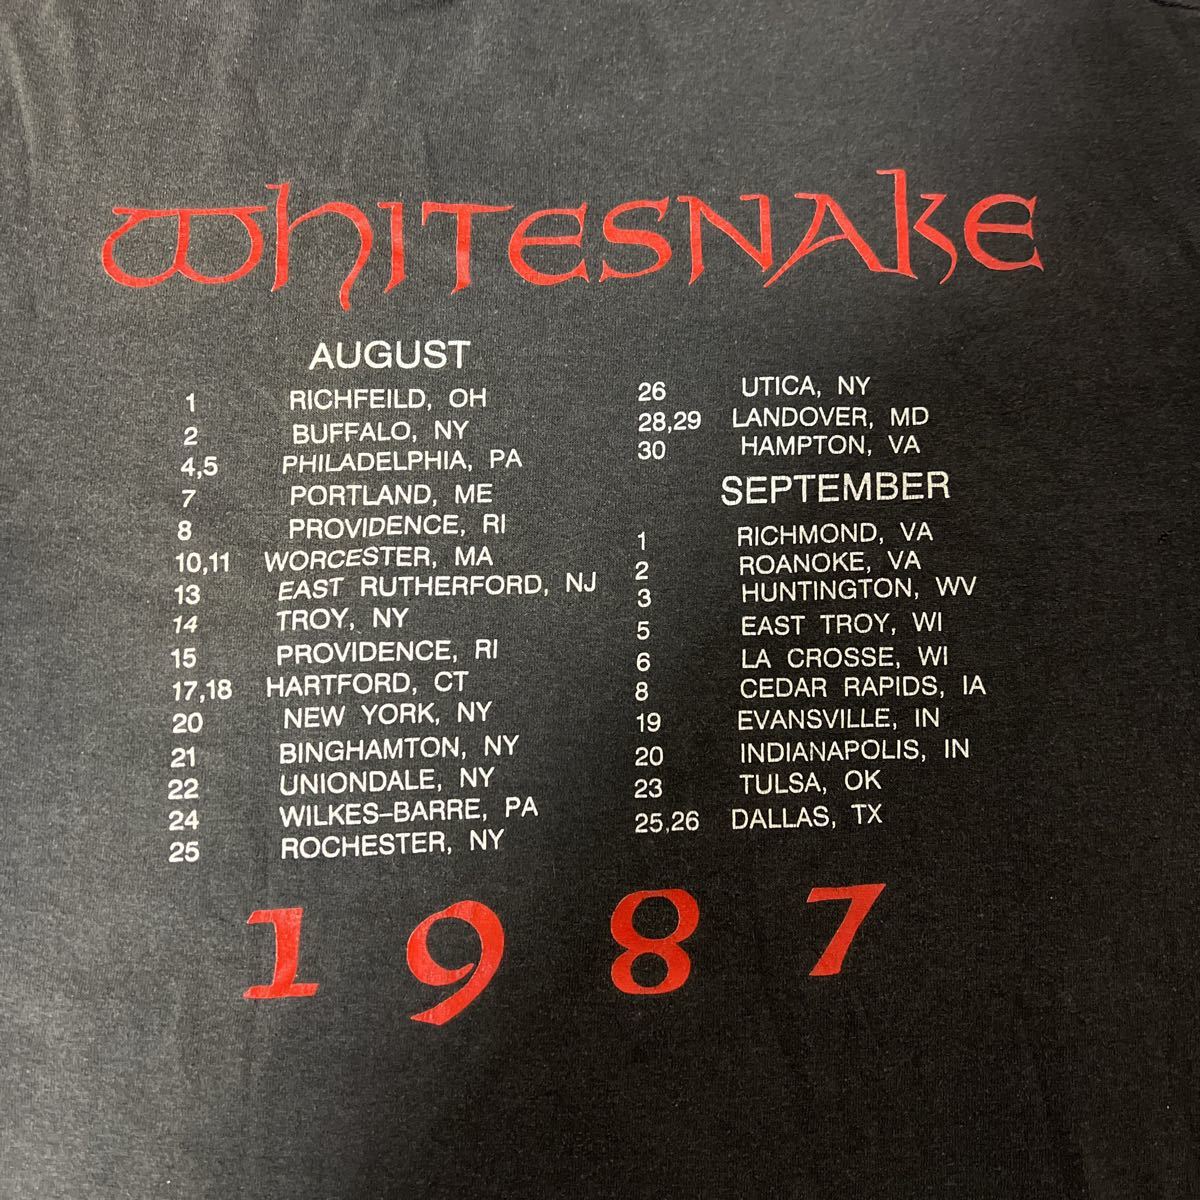 WHITESNAKE
AUGUST
1 RICHFEILD, OH
2 BUFFALO, NY
4,5 PHILADELPHIA, PA
7 PORTLAND, ME
8 PROVIDENCE, RI
10,11 WORCESTER, MA
13 EAST RUTHERFORD, NJ
14 TROY, NY
15 PROVIDENCE, RI
17,18 HARTFORD, CT
20 NEW YORK, NY
21 BINGHAMTON, NY
22 UNIONDALE, NY
24 WILKES-BARRE, PA
25 ROCHESTER, NY
26 UTICA, NY
28,29 LANDOVER, MD
30 HAMPTON, VA
SEPTEMBER
1 RICHMOND, VA
2 ROANOKE, VA
3 HUNTINGTON, WV
5 EAST TROY, WI
6 LA CROSSE, WI
8 CEDAR RAPIDS, IA
19 EVANSVILLE, IN
20 INDIANAPOLIS, IN
23 TULSA, OK
25,26 DALLAS, TX
1987